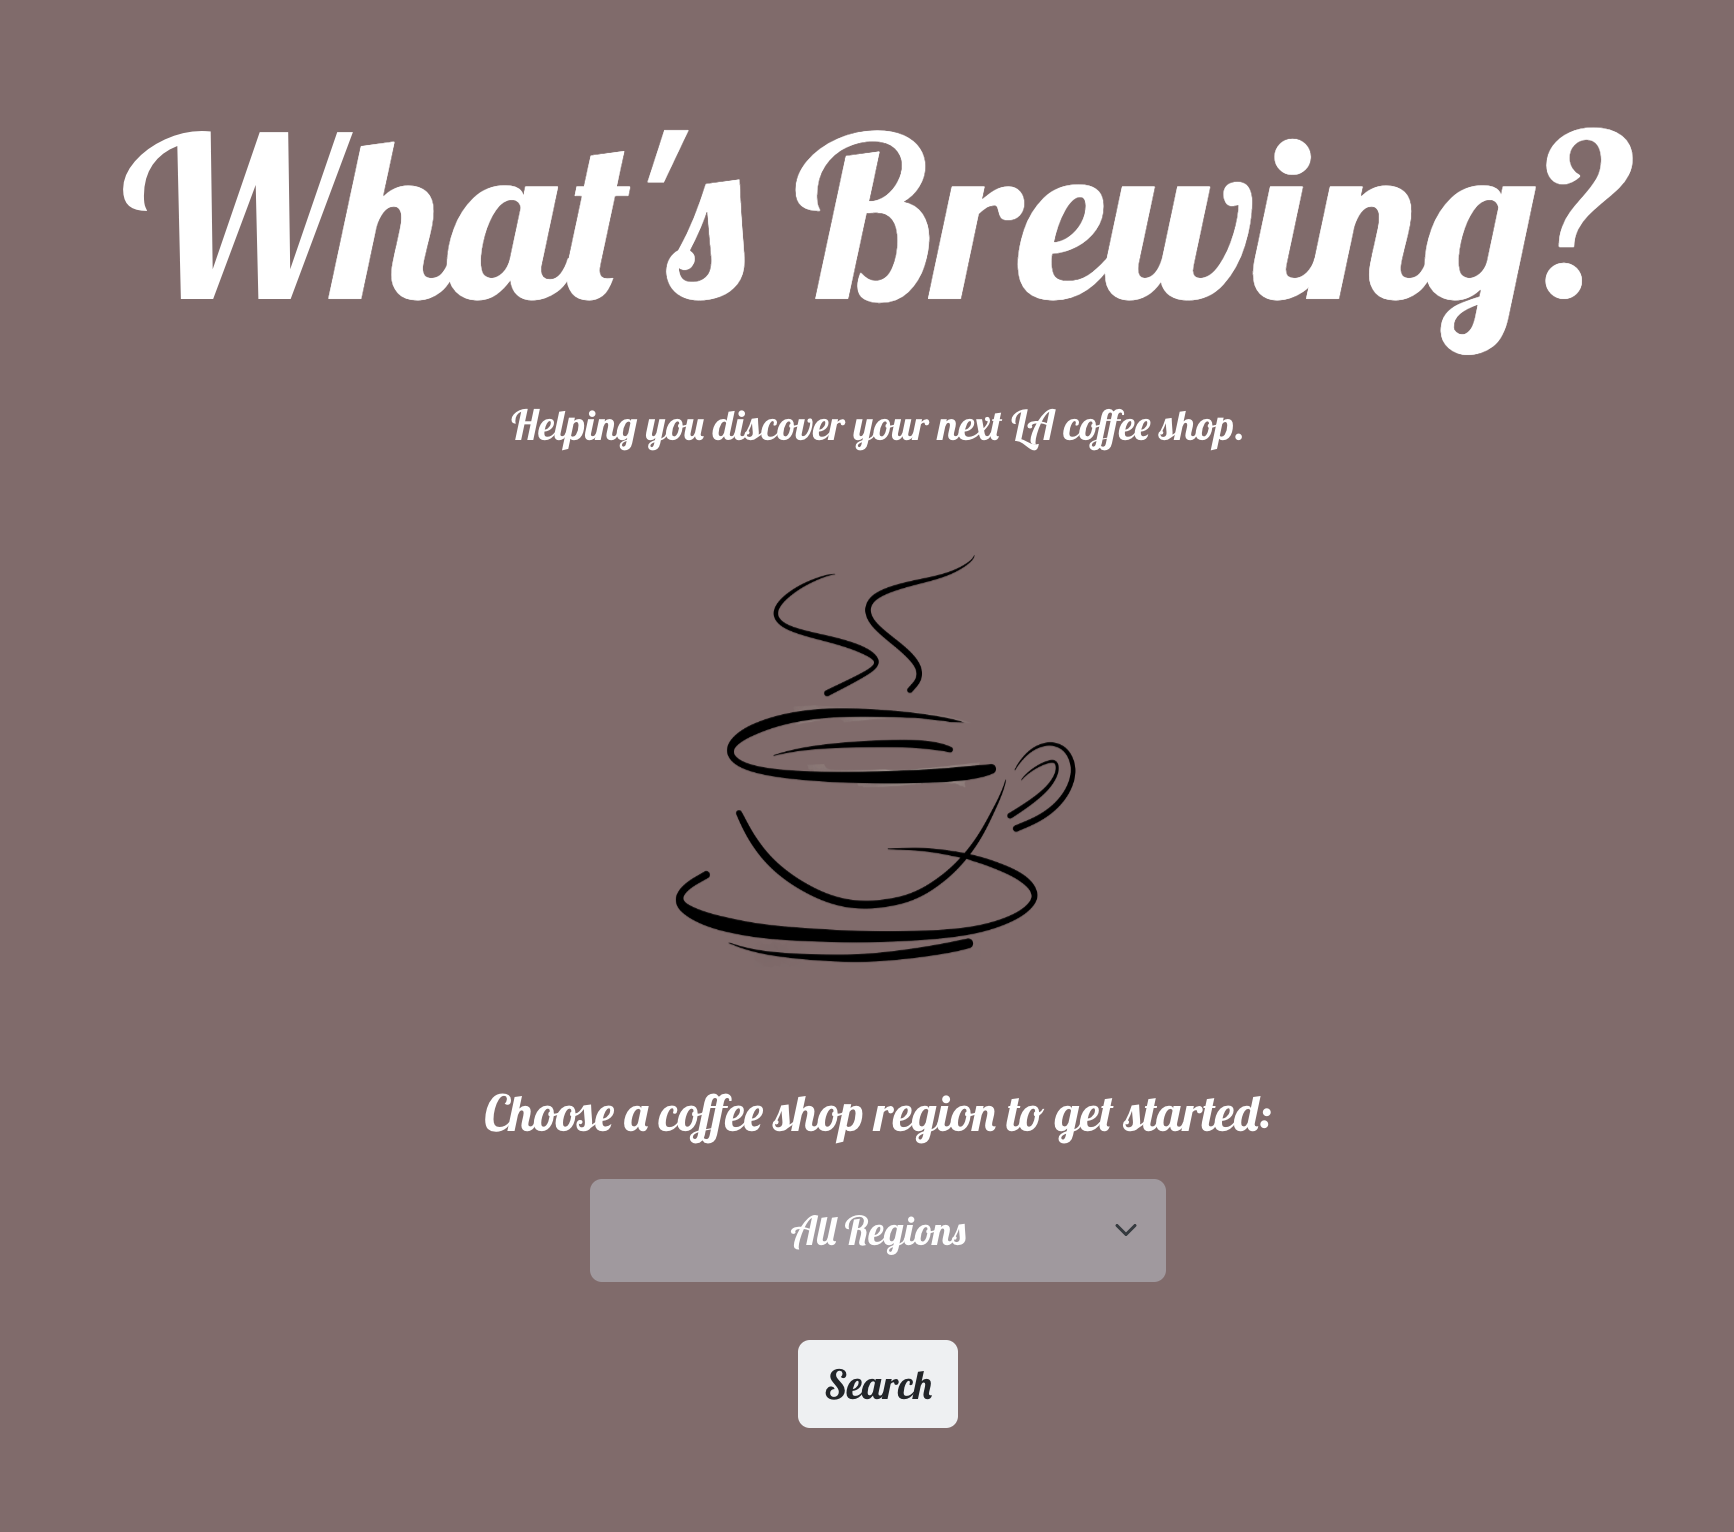 What's Brewing?
Helping you discover your next LA coffee shop.
Choose a coffee shop region to get started:
All Regions
Search